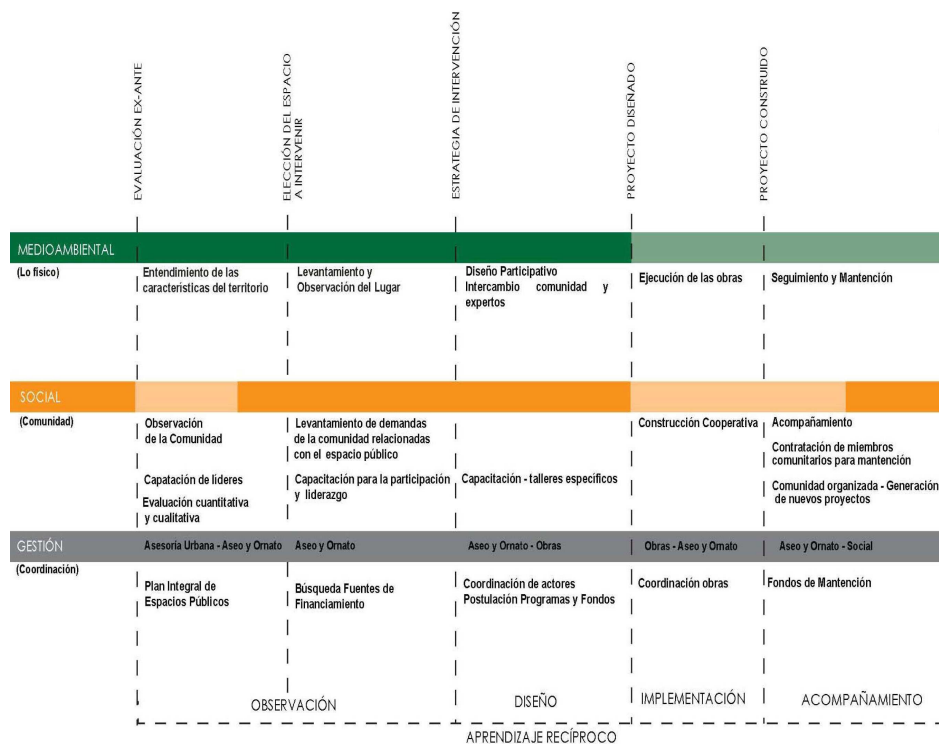 EVALUACIÓN EX-ANTE
ELECCIÓN DEL ESPACIO
A INTERVENIR
ESTRATEGIA DE INTERVENCIÓN
PROYECTO DISEÑADO
PROYECTO CONSTRUIDO
MEDIOAMBIENTAL
(Lo físico)
Entendimiento de las
características del territorio
Levantamiento y
Observación del Lugar
Diseño Participativo
Intercambio comunidad y
expertos
Ejecución de las obras
Seguimiento y Mantención
SOCIAL
(Comunidad)
Observación
de la Comunidad
Capatación de líderes
Evaluación cuantitativa
y cualitativa
Levantamiento de demandas
de la comunidad relacionadas
con el espacio público
Capacitación para la participación
y liderazgo
Capacitación - talleres específicos
Construcción Cooperativa
Acompañamiento
Contratación de miembros
comunitarios para mantención
Comunidad organizada - Generación
de nuevos proyectos
GESTIÓN
(Coordinación)
Asesoría Urbana - Aseo y Ornato
Aseo y Ornato
Aseo y Ornato - Obras
Obras - Aseo y Ornato
Aseo y Ornato - Social
Plan Integral de
Espacios Públicos
Búsqueda Fuentes de
Financiamiento
Coordinación de actores
Postulación Programas y Fondos
Coordinación obras
Fondos de Mantención
OBSERVACIÓN
DISEÑO
IMPLEMENTACIÓN
ACOMPAÑAMIENTO
APRENDIZAJE RECÍPROCO